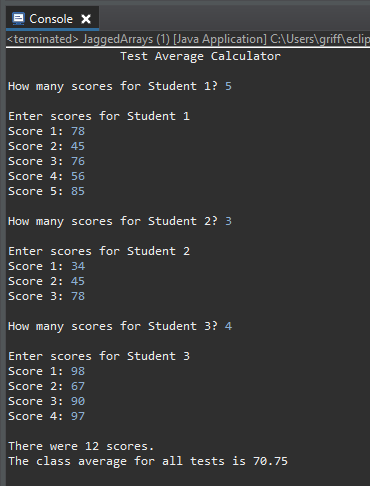 Console
<terminated> JaggedArrays (1) [Java Application] C:\Users\griff\eclip
Test Average Calculator
How many scores for Student 1? 5
Enter scores for Student 1
Score 1: 78
Score 2: 45
Score 3: 76
Score 4: 56
Score 5: 85
How many scores for Student 2? 3
Enter scores for Student 2
Score 1: 34
Score 2: 45
Score 3: 78
How many scores for Student 3? 4
Enter scores for Student 3
Score 1: 98
Score 2: 67
Score 3: 90
Score 4: 97
There were 12 scores.
The class average for all tests is 70.75